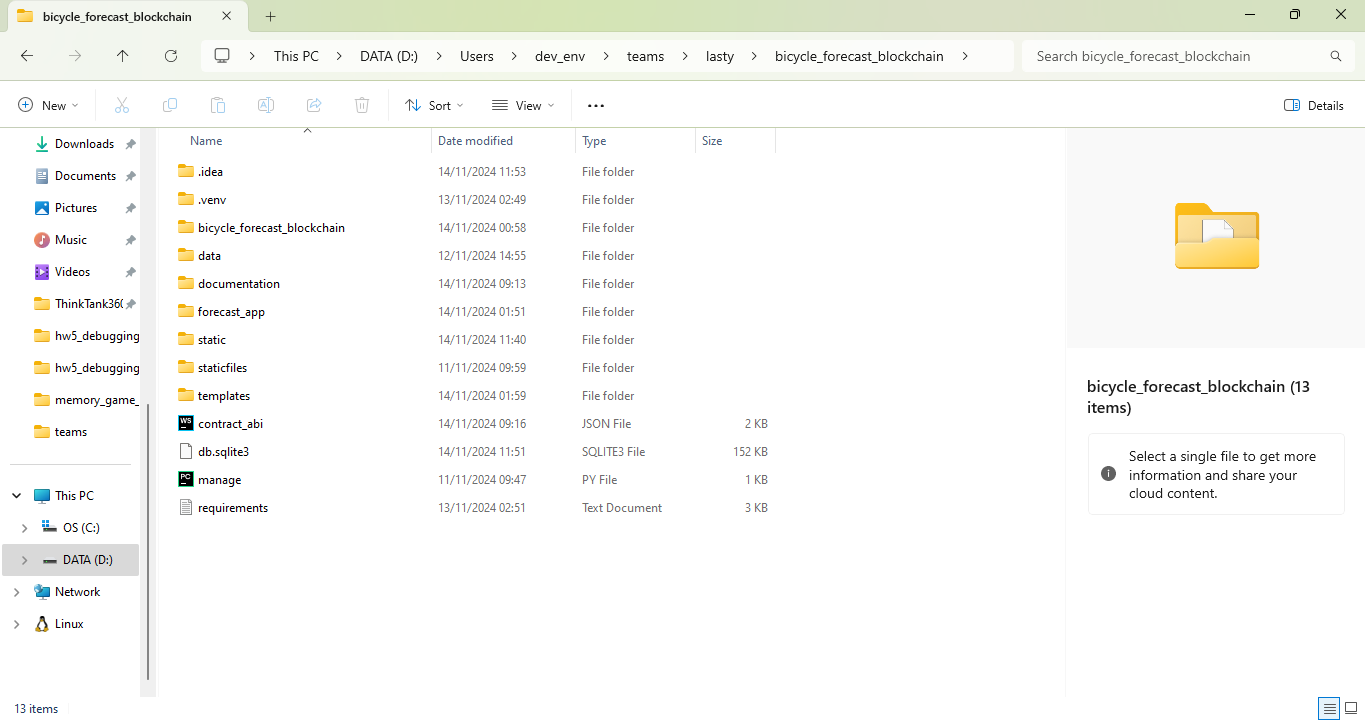 bicycle_forecast_blockchain
This PC > DATA (D:) > Users > dev_env > teams > lasty > bicycle_forecast_blockchain >
Search bicycle_forecast_blockchain
New
Sort
View
Details
Downloads
Documents
Pictures
Music
Videos
ThinkTank36
hw5_debugging
hw5_debugging
memory_game_
teams
This PC
OS (C:)
DATA (D:)
Network
Linux
Name Date modified Type Size
.idea 14/11/2024 11:53 File folder
.venv 13/11/2024 02:49 File folder
bicycle_forecast_blockchain 14/11/2024 00:58 File folder
data 12/11/2024 14:55 File folder
documentation 14/11/2024 09:13 File folder
forecast_app 14/11/2024 01:51 File folder
static 14/11/2024 11:40 File folder
staticfiles 11/11/2024 09:59 File folder
templates 14/11/2024 01:59 File folder
WS contract_abi 14/11/2024 09:16 JSON File 2 KB
db.sqlite3 14/11/2024 11:51 SQLITE3 File 152 KB
PC manage 11/11/2024 09:47 PY File 1 KB
requirements 13/11/2024 02:51 Text Document 3 KB
bicycle_forecast_blockchain (13
items)
Select a single file to get more
information and share your
cloud content.
13 items